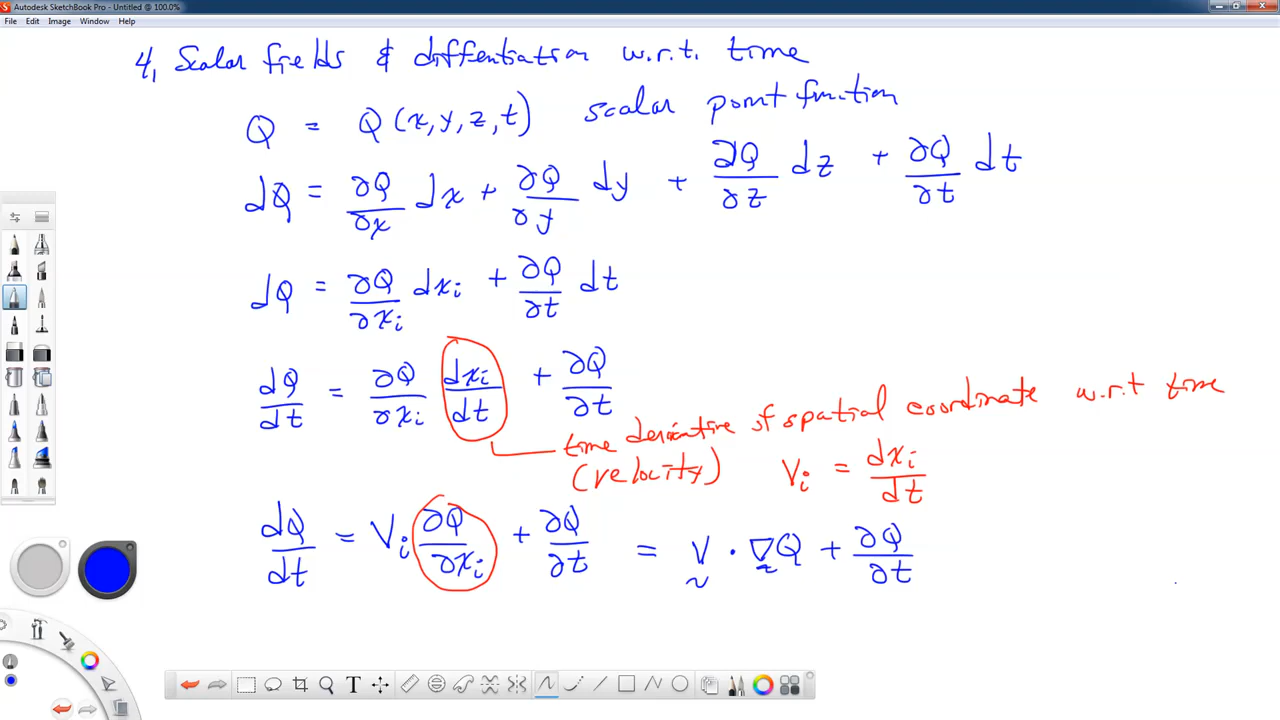 Autodesk SketchBook Pro - Untitled @ 100.0%
File Edit Image Window Help
4, Scalar fields & diffentiation w.r.t. time
Q = Q (x, y, z, t) scalar point function
dQ = ∂Q/∂x dx + ∂Q/∂y dy + ∂Q/∂z dz + ∂Q/∂t dt
dQ = ∂Q/∂xᵢ dxᵢ + ∂Q/∂t dt
dQ/dt = ∂Q/∂xᵢ dxᵢ/dt + ∂Q/∂t
time derivative of spatial coordinate w.r.t time
(velocity) vᵢ = dxᵢ/dt
dQ/dt = Vᵢ ∂Q/∂xᵢ + ∂Q/∂t = V · ∇Q + ∂Q/∂t
T